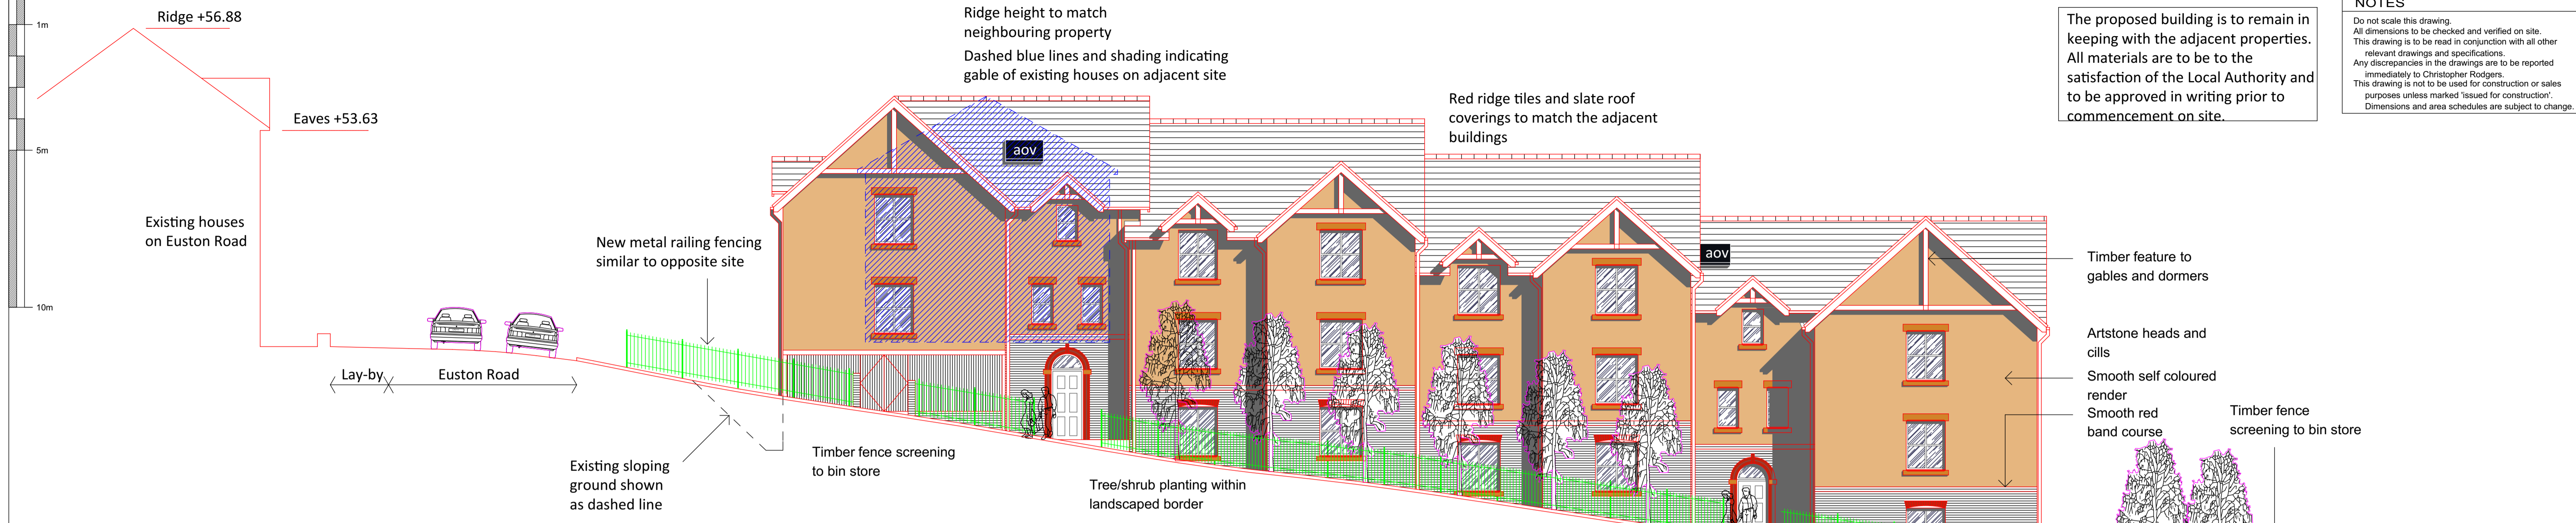 1m
5m
10m
Ridge +56.88
Eaves +53.63
Existing houses
on Euston Road
Lay-by
Euston Road
New metal railing fencing
similar to opposite site
Existing sloping
ground shown
as dashed line
Timber fence screening
to bin store
Ridge height to match
neighbouring property
Dashed blue lines and shading indicating
gable of existing houses on adjacent site
aov
Tree/shrub planting within
landscaped border
Red ridge tiles and slate roof
coverings to match the adjacent
buildings
aov
The proposed building is to remain in
keeping with the adjacent properties.
All materials are to be to the
satisfaction of the Local Authority and
to be approved in writing prior to
commencement on site.
Timber feature to
gables and dormers
Artstone heads and
cills
Smooth self coloured
render
Smooth red
band course
Timber fence
screening to bin store
NOTES
Do not scale this drawing.
All dimensions to be checked and verified on site.
This drawing is to be read in conjunction with all other
relevant drawings and specifications.
Any discrepancies in the drawings are to be reported
immediately to Christopher Rodgers.
This drawing is not to be used for construction or sales
purposes unless marked 'issued for construction'.
Dimensions and area schedules are subject to change.